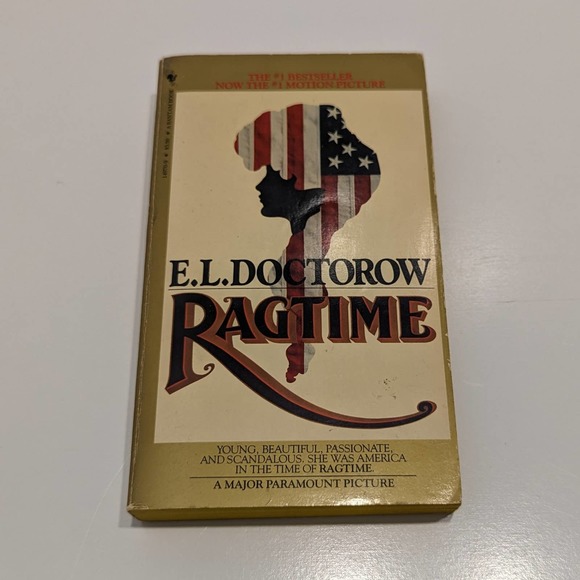 THE #1 BESTSELLER
NOW THE #1 MOTION PICTURE
E.L.DOCTOROW
RAGTIME
YOUNG, BEAUTIFUL, PASSIONATE,
AND SCANDALOUS. SHE WAS AMERICA
IN THE TIME OF RAGTIME.
A MAJOR PARAMOUNT PICTURE